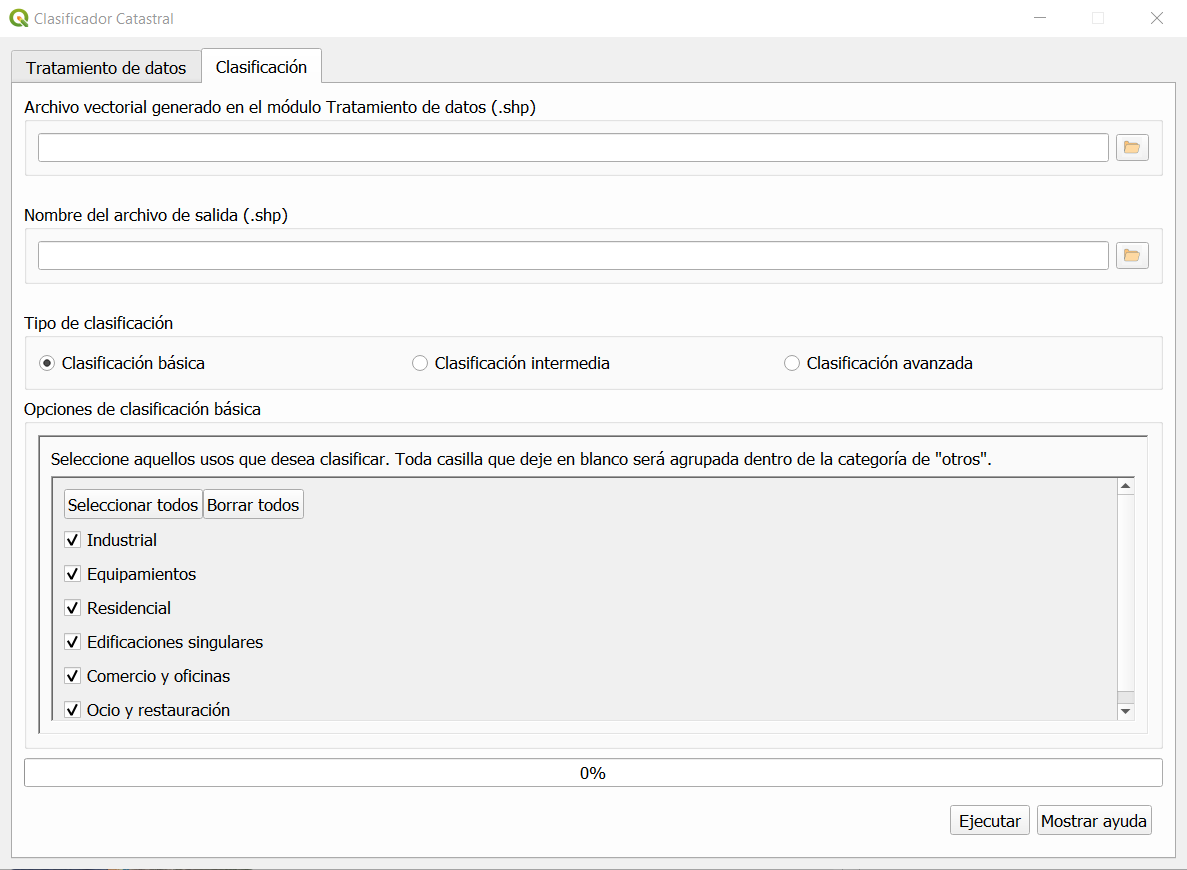 Clasificador Catastral
Tratamiento de datos
Clasificación
Archivo vectorial generado en el módulo Tratamiento de datos (.shp)
Nombre del archivo de salida (.shp)
Tipo de clasificación
Clasificación básica
Clasificación intermedia
Clasificación avanzada
Opciones de clasificación básica
Seleccione aquellos usos que desea clasificar. Toda casilla que deje en blanco será agrupada dentro de la categoría de "otros".
Seleccionar todos
Borrar todos
Industrial
Equipamientos
Residencial
Edificaciones singulares
Comercio y oficinas
Ocio y restauración
0%
Ejecutar
Mostrar ayuda